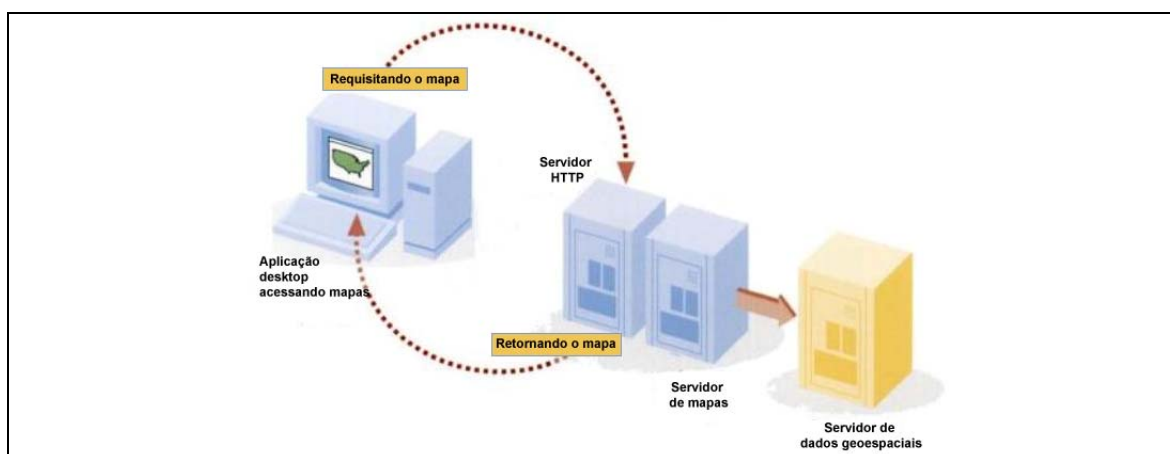 Requisitando o mapa
Servidor
HTTP
Aplicação
desktop
acessando mapas
Retornando o mapa
Servidor
de mapas
Servidor de
dados geoespaciais